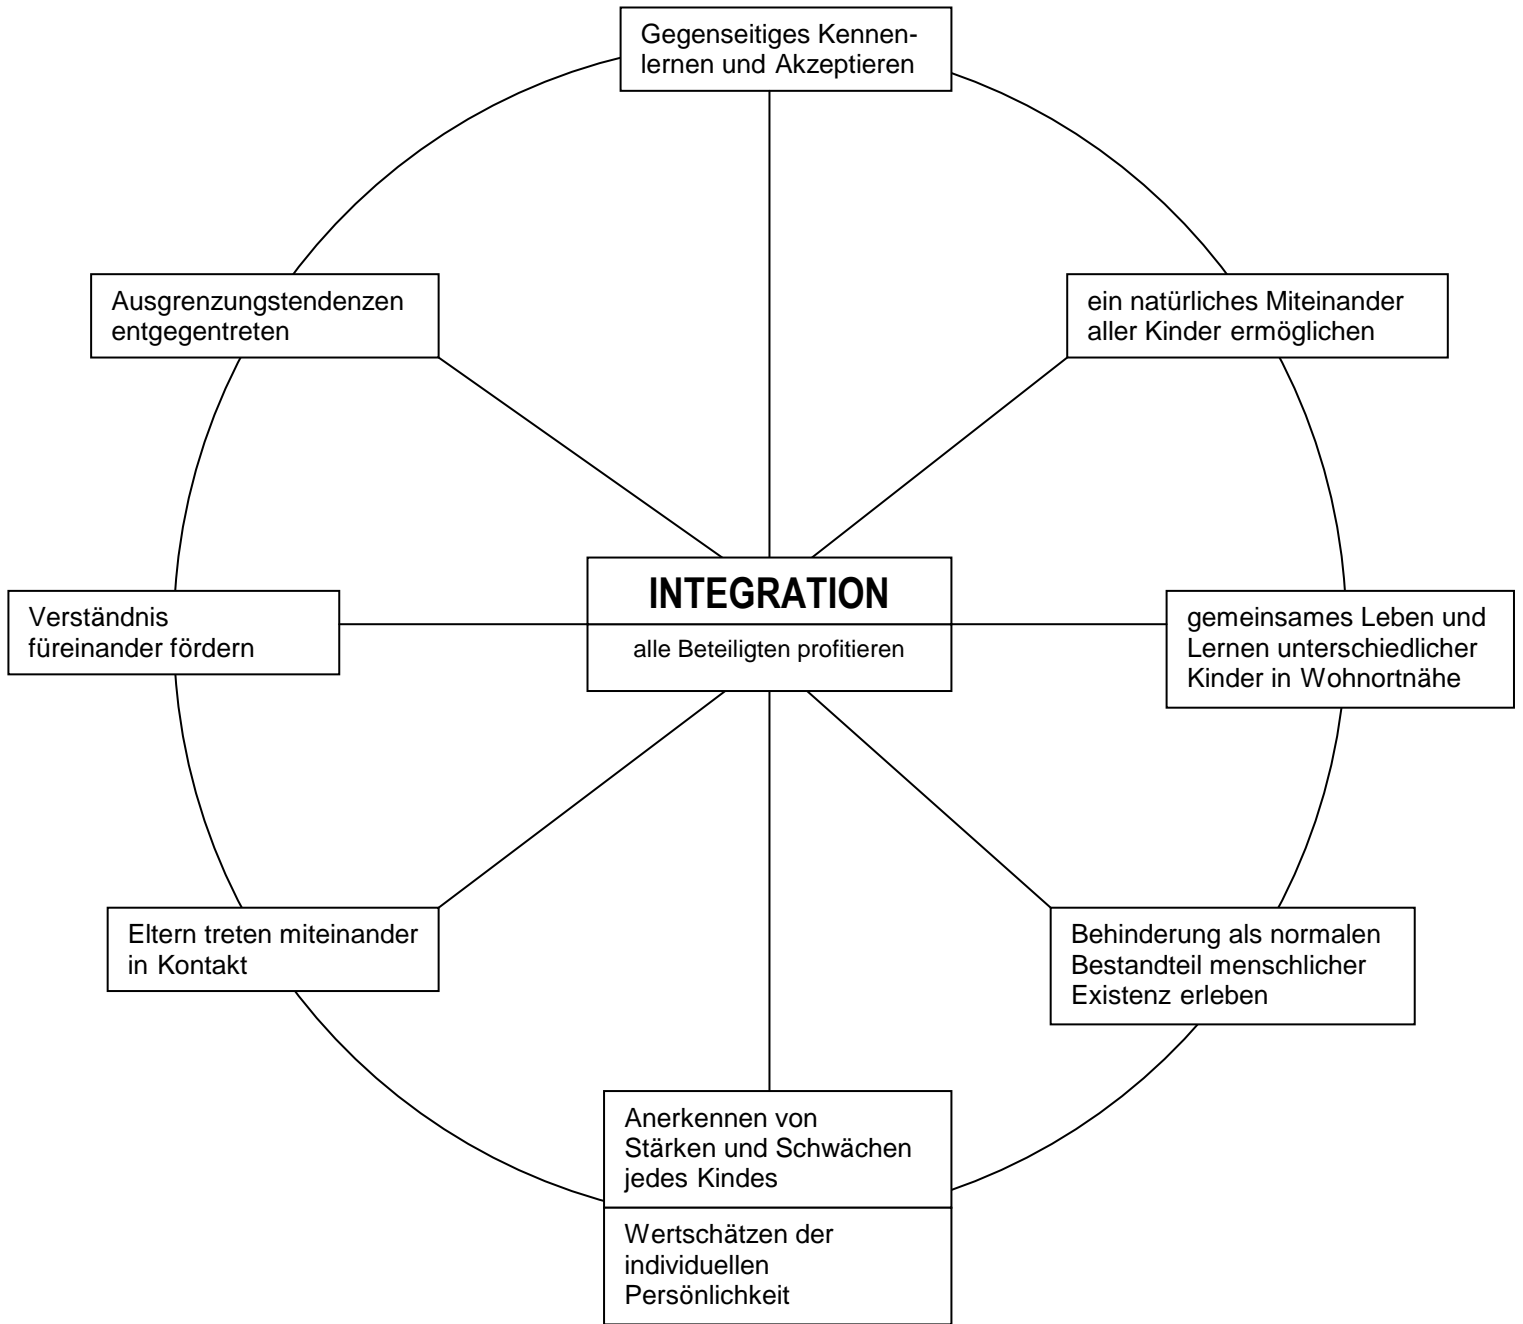 Gegenseitiges Kennen-
lernen und Akzeptieren
Ausgrenzungstendenzen
entgegentreten
ein natürliches Miteinander
aller Kinder ermöglichen
INTEGRATION
alle Beteiligten profitieren
Verständnis
füreinander fördern
gemeinsames Leben und
Lernen unterschiedlicher
Kinder in Wohnortnähe
Eltern treten miteinander
in Kontakt
Behinderung als normalen
Bestandteil menschlicher
Existenz erleben
Anerkennen von
Stärken und Schwächen
jedes Kindes
Wertschätzen der
individuellen
Persönlichkeit